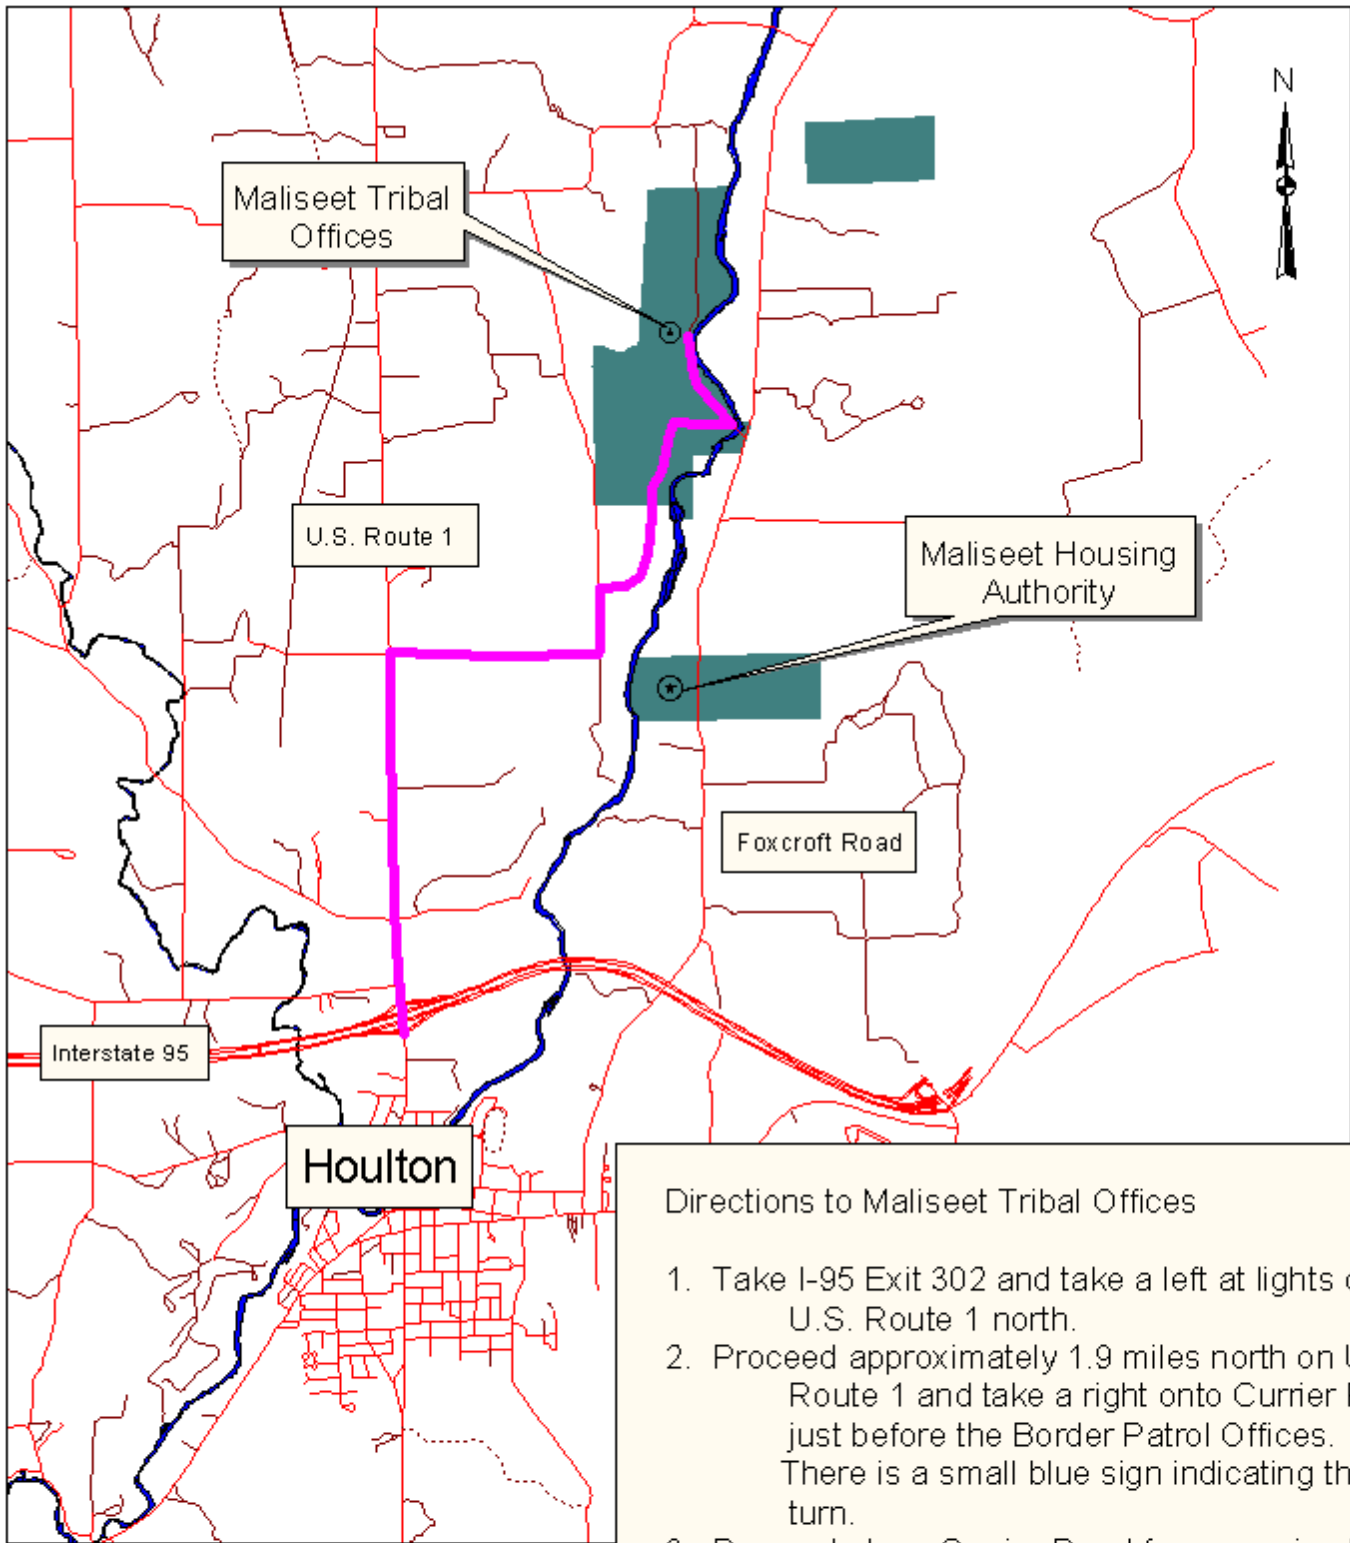 N
Maliseet Tribal
Offices
U.S. Route 1
Maliseet Housing
Authority
Foxcroft Road
Interstate 95
Houlton
Directions to Maliseet Tribal Offices
1. Take I-95 Exit 302 and take a left at lights
U.S. Route 1 north.
2. Proceed approximately 1.9 miles north on
Route 1 and take a right onto Currier
just before the Border Patrol Offices.
There is a small blue sign indicating
turn.